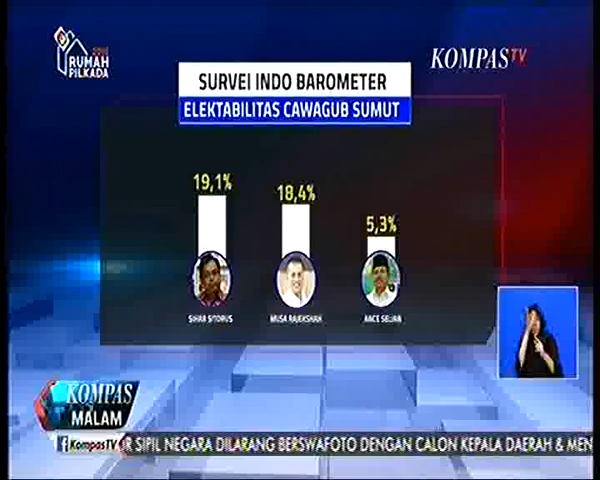 2018
RUMAH
PILKADA
KOMPASTV
SURVEI INDO BAROMETER
ELEKTABILITAS CAWAGUB SUMUT
19,1%
18,4%
5,3%
SIHAR SITORUS
MUSA RAJEKSHAH
ANCE SELIAN
KOMPAS
MALAM
f KompasTV
R SIPIL NEGARA DILARANG BERSWAFOTO DENGAN CALON KEPALA DAERAH & MEN